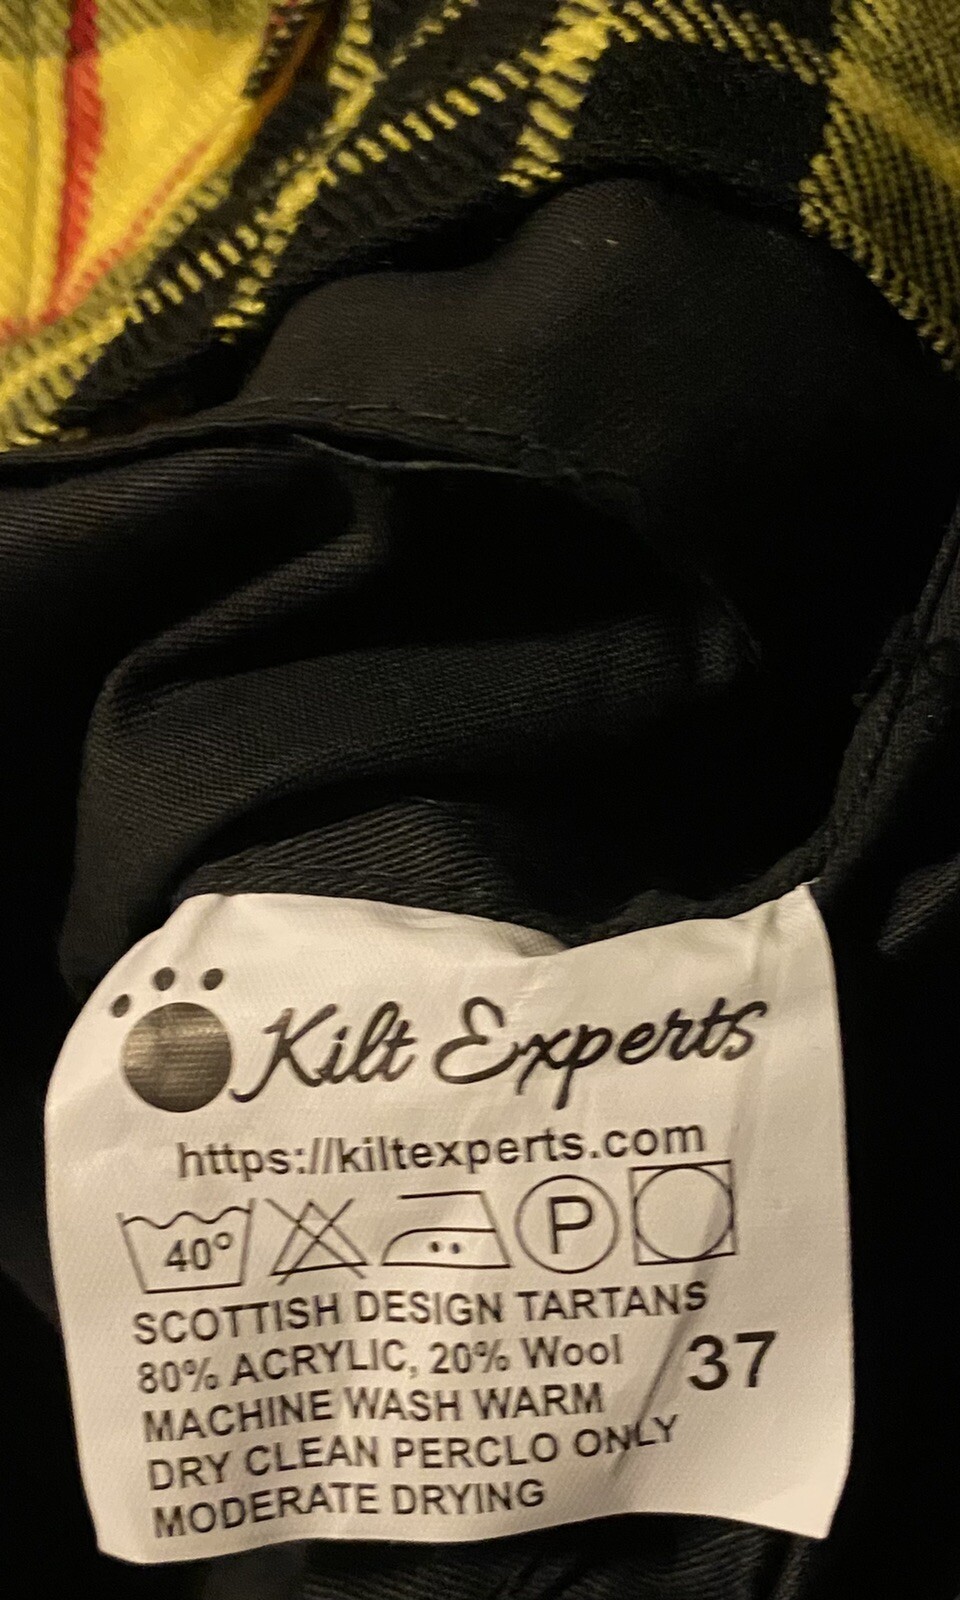 Kilt Experts
https://kiltexperts.com
40° P
SCOTTISH DESIGN TARTANS
80% ACRYLIC, 20% Wool
37
MACHINE WASH WARM
DRY CLEAN PERCLO ONLY
MODERATE DRYING